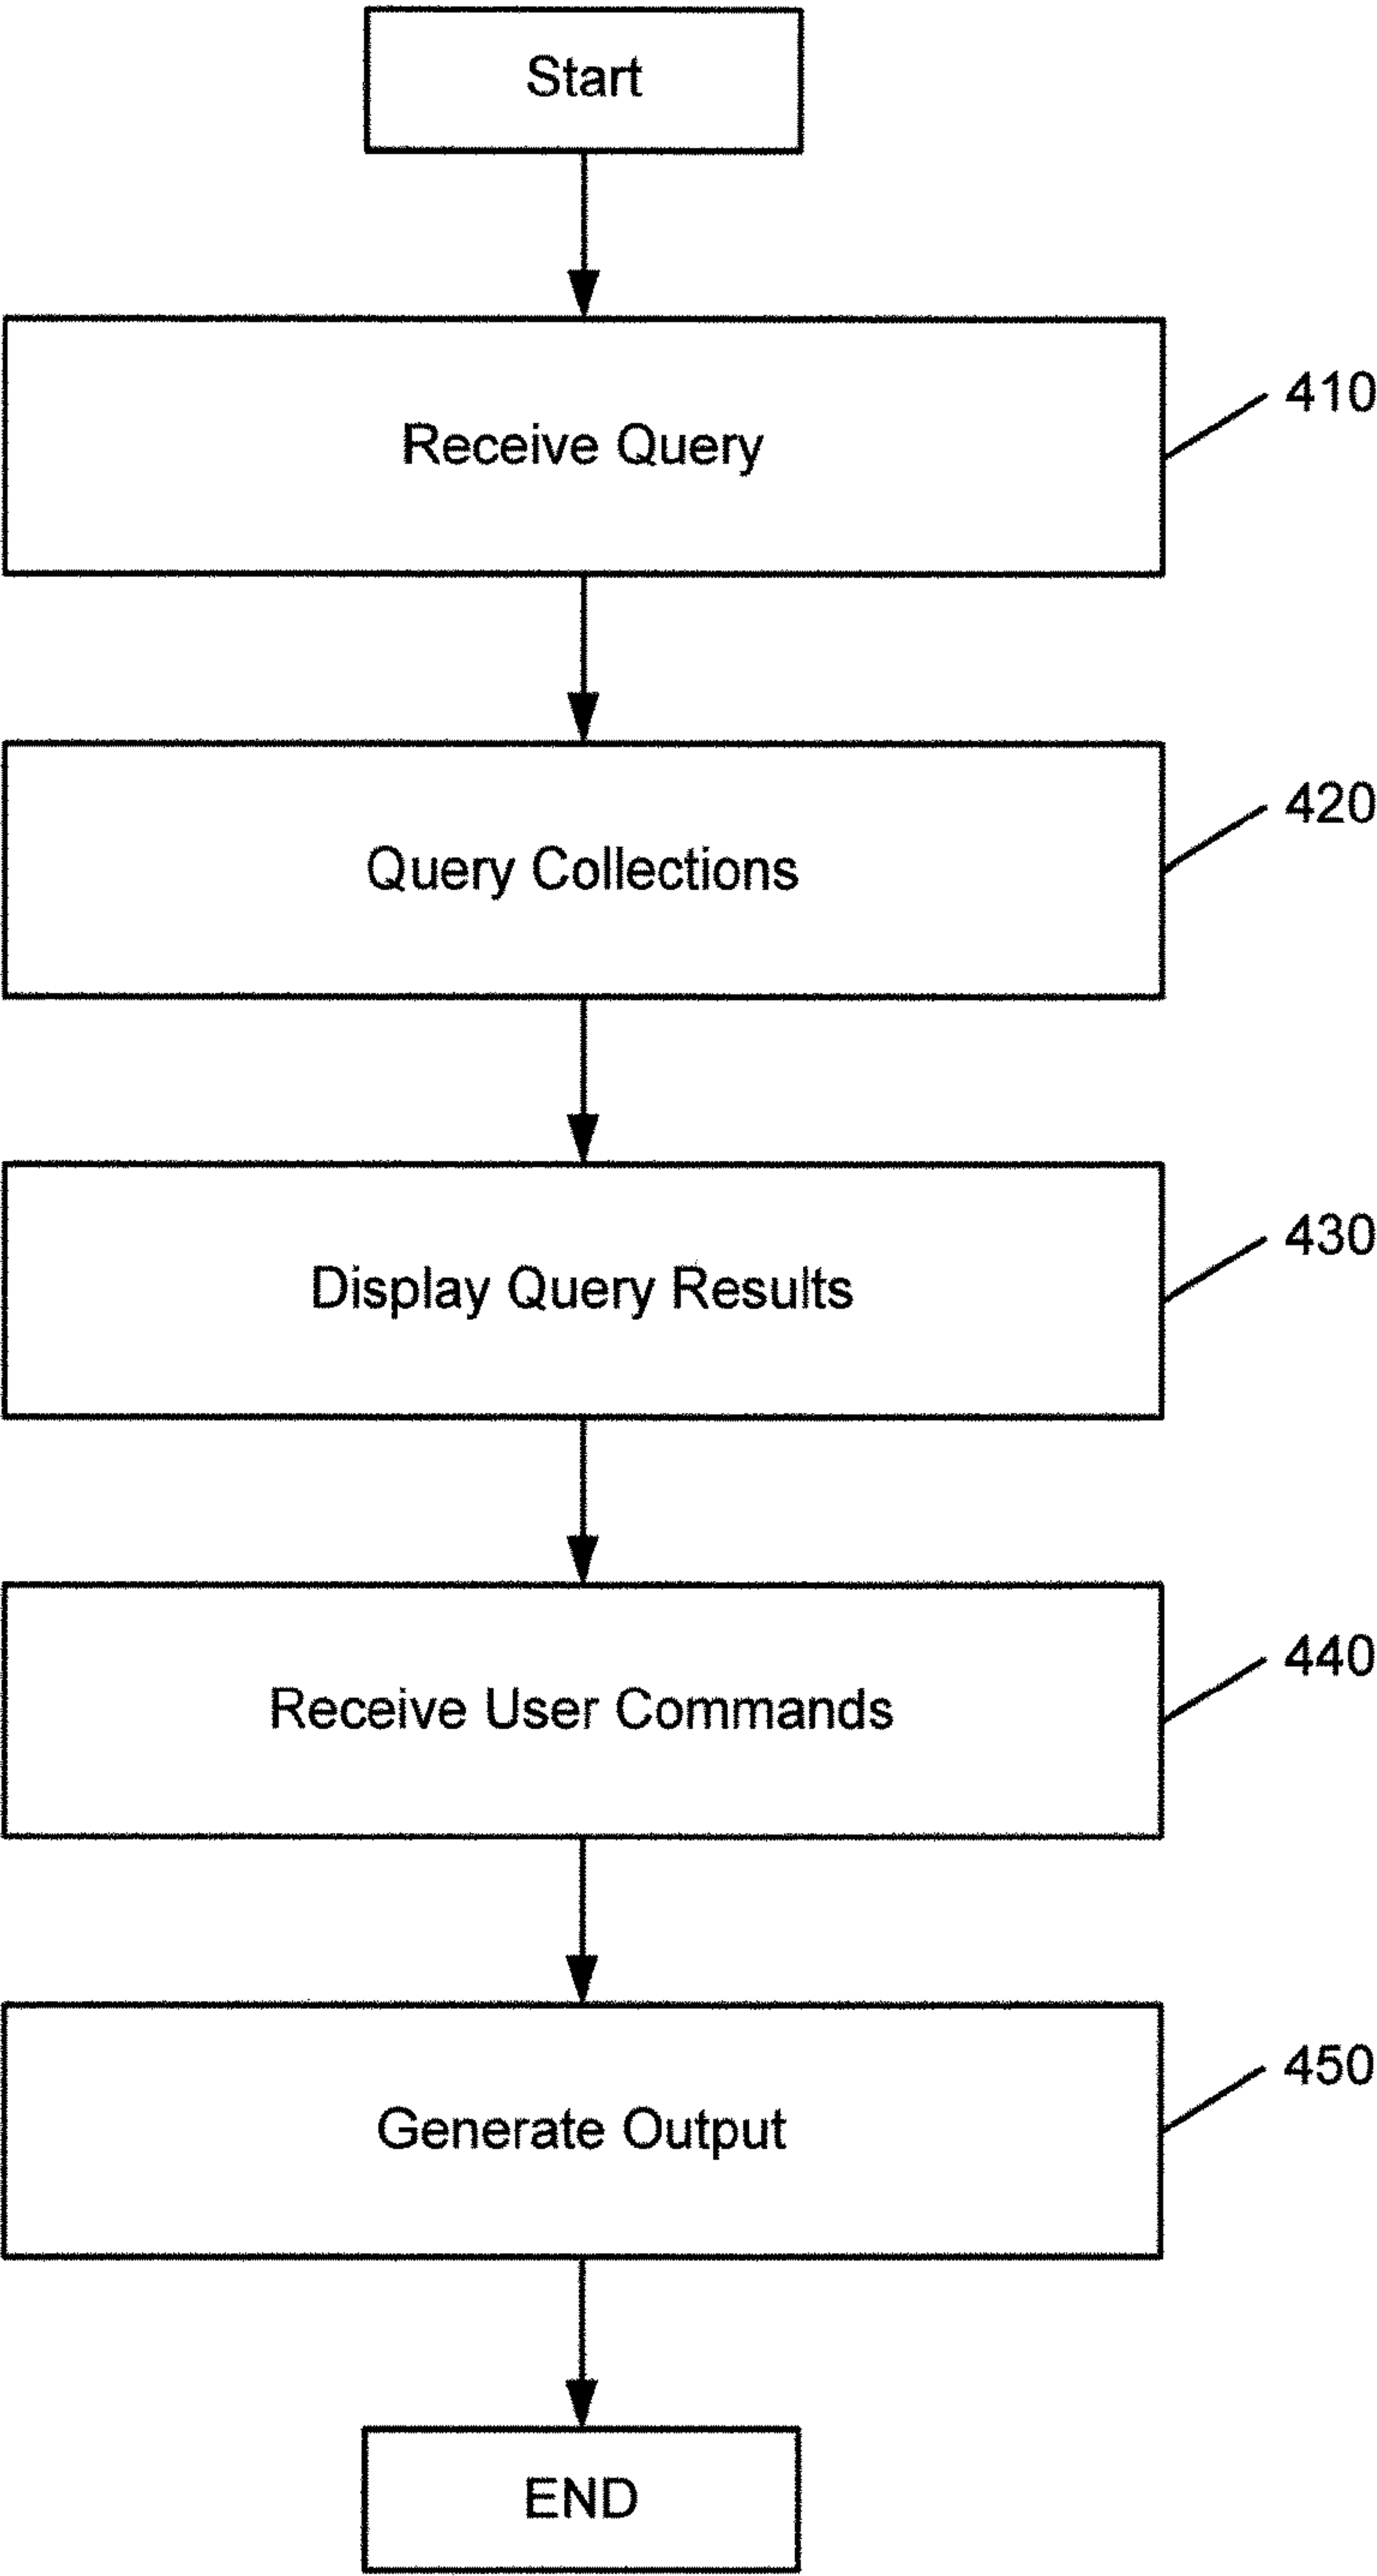 Start
Receive Query
410
Query Collections
420
Display Query Results
430
Receive User Commands
440
Generate Output
450
END